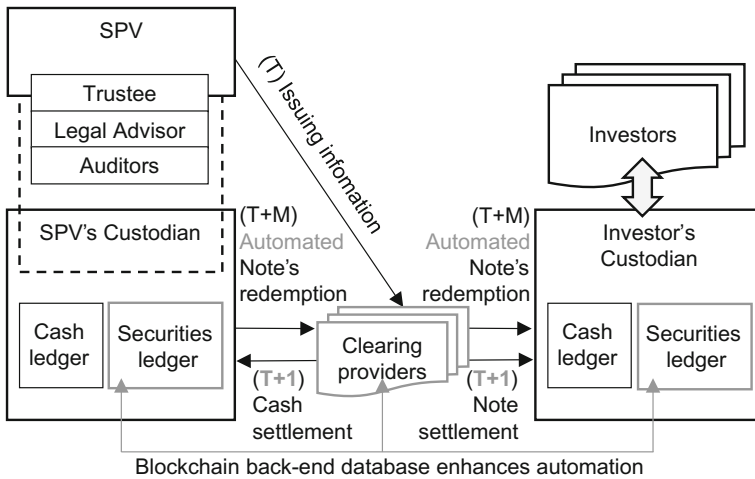 SPV
Trustee
Legal Advisor
Auditors
(T) Issuing infomation
Investors
SPV's Custodian
(T+M)
Automated
Note's
redemption
(T+M)
Automated
Note's
redemption
Investor's
Custodian
Cash
ledger
Securities
ledger
Clearing
providers
Cash
ledger
Securities
ledger
(T+1)
Cash
settlement
(T+1)
Note
settlement
Blockchain back-end database enhances automation